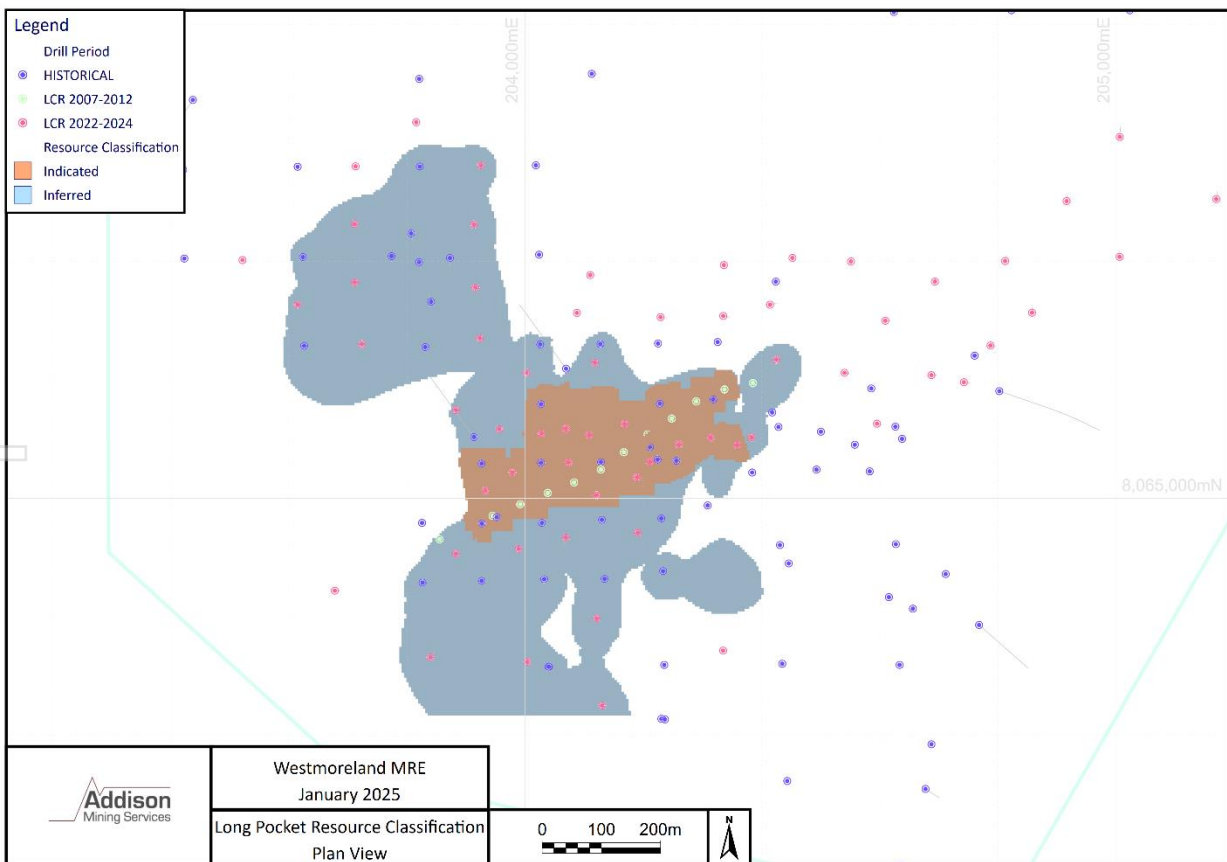 Legend
Drill Period
HISTORICAL
LCR 2007-2012
LCR 2022-2024
Resource Classification
Indicated
Inferred
204,000mE
205,000mE
8,065,000mN
Addison
Mining Services
Westmoreland MRE
January 2025
Long Pocket Resource Classification
Plan View
0 100 200m
N